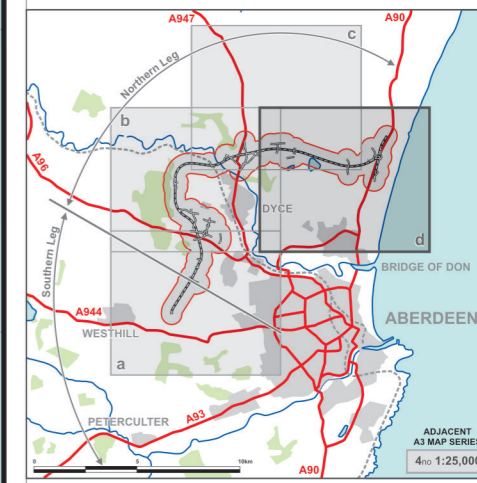 A947
A90
c
Northern Leg
b
A96
DYCE
d
Southern Leg
BRIDGE OF DON
A944
ABERDEEN
WESTHILL
a
PETERCULTER
A93
ADJACENT
A3 MAP SERIES
4no 1:25,000
0 5 10km
A90